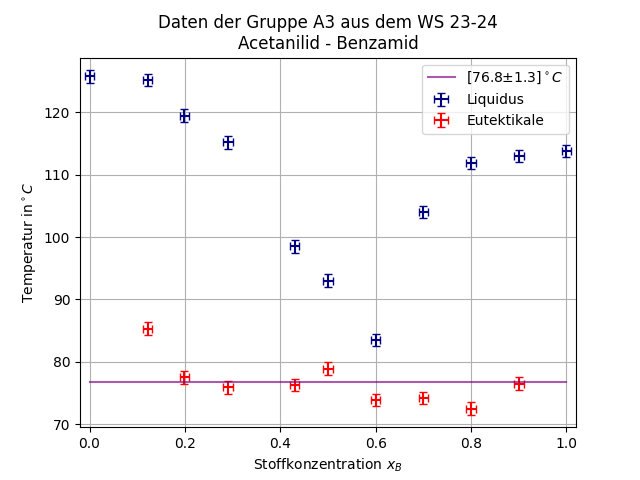 Daten der Gruppe A3 aus dem WS 23-24
Acetanilid - Benzamid
[76.8±1.3]°C
Liquidus
Eutektikale
Temperatur in°C
120
110
100
90
80
70
0.0 0.2 0.4 0.6 0.8 1.0
Stoffkonzentration x_B